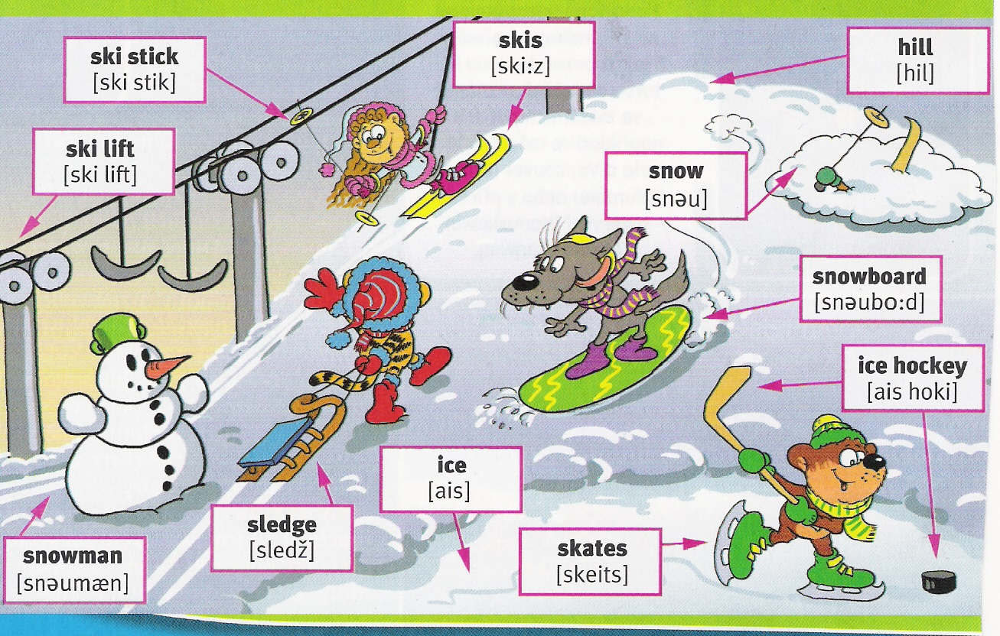 ski stick
[ski stik]
skis
[ski:z]
hill
[hil]
ski lift
[ski lift]
snow
[snəu]
snowboard
[snəubo:d]
ice hockey
[ais hoki]
ice
[ais]
sledge
[sledž]
skates
[skeits]
snowman
[snəumæn]